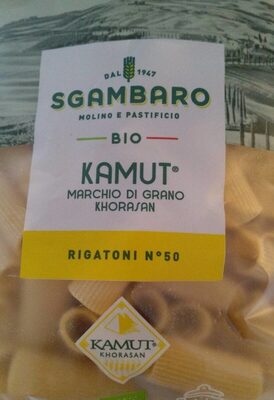 DAL 1947
SGAMBARO
MOLINO E PASTIFICIO
BIO
KAMUT®
MARCHIO DI GRANO
KHORASAN
RIGATONI N°50
KAMUT®
KHORASAN